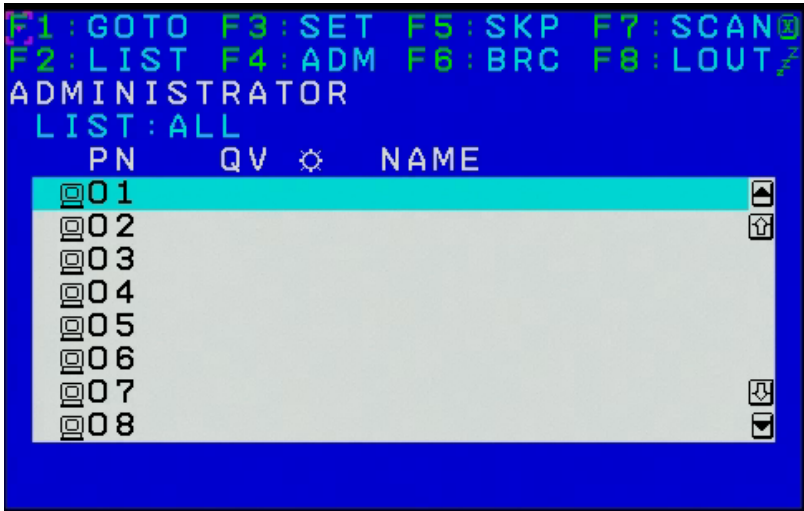 F1:GOTO F3:SET F5:SKP F7:SCAN
F2:LIST F4:ADM F6:BRC F8:LOUT
ADMINISTRATOR
LIST:ALL
PN QV NAME
01
02
03
04
05
06
07
08